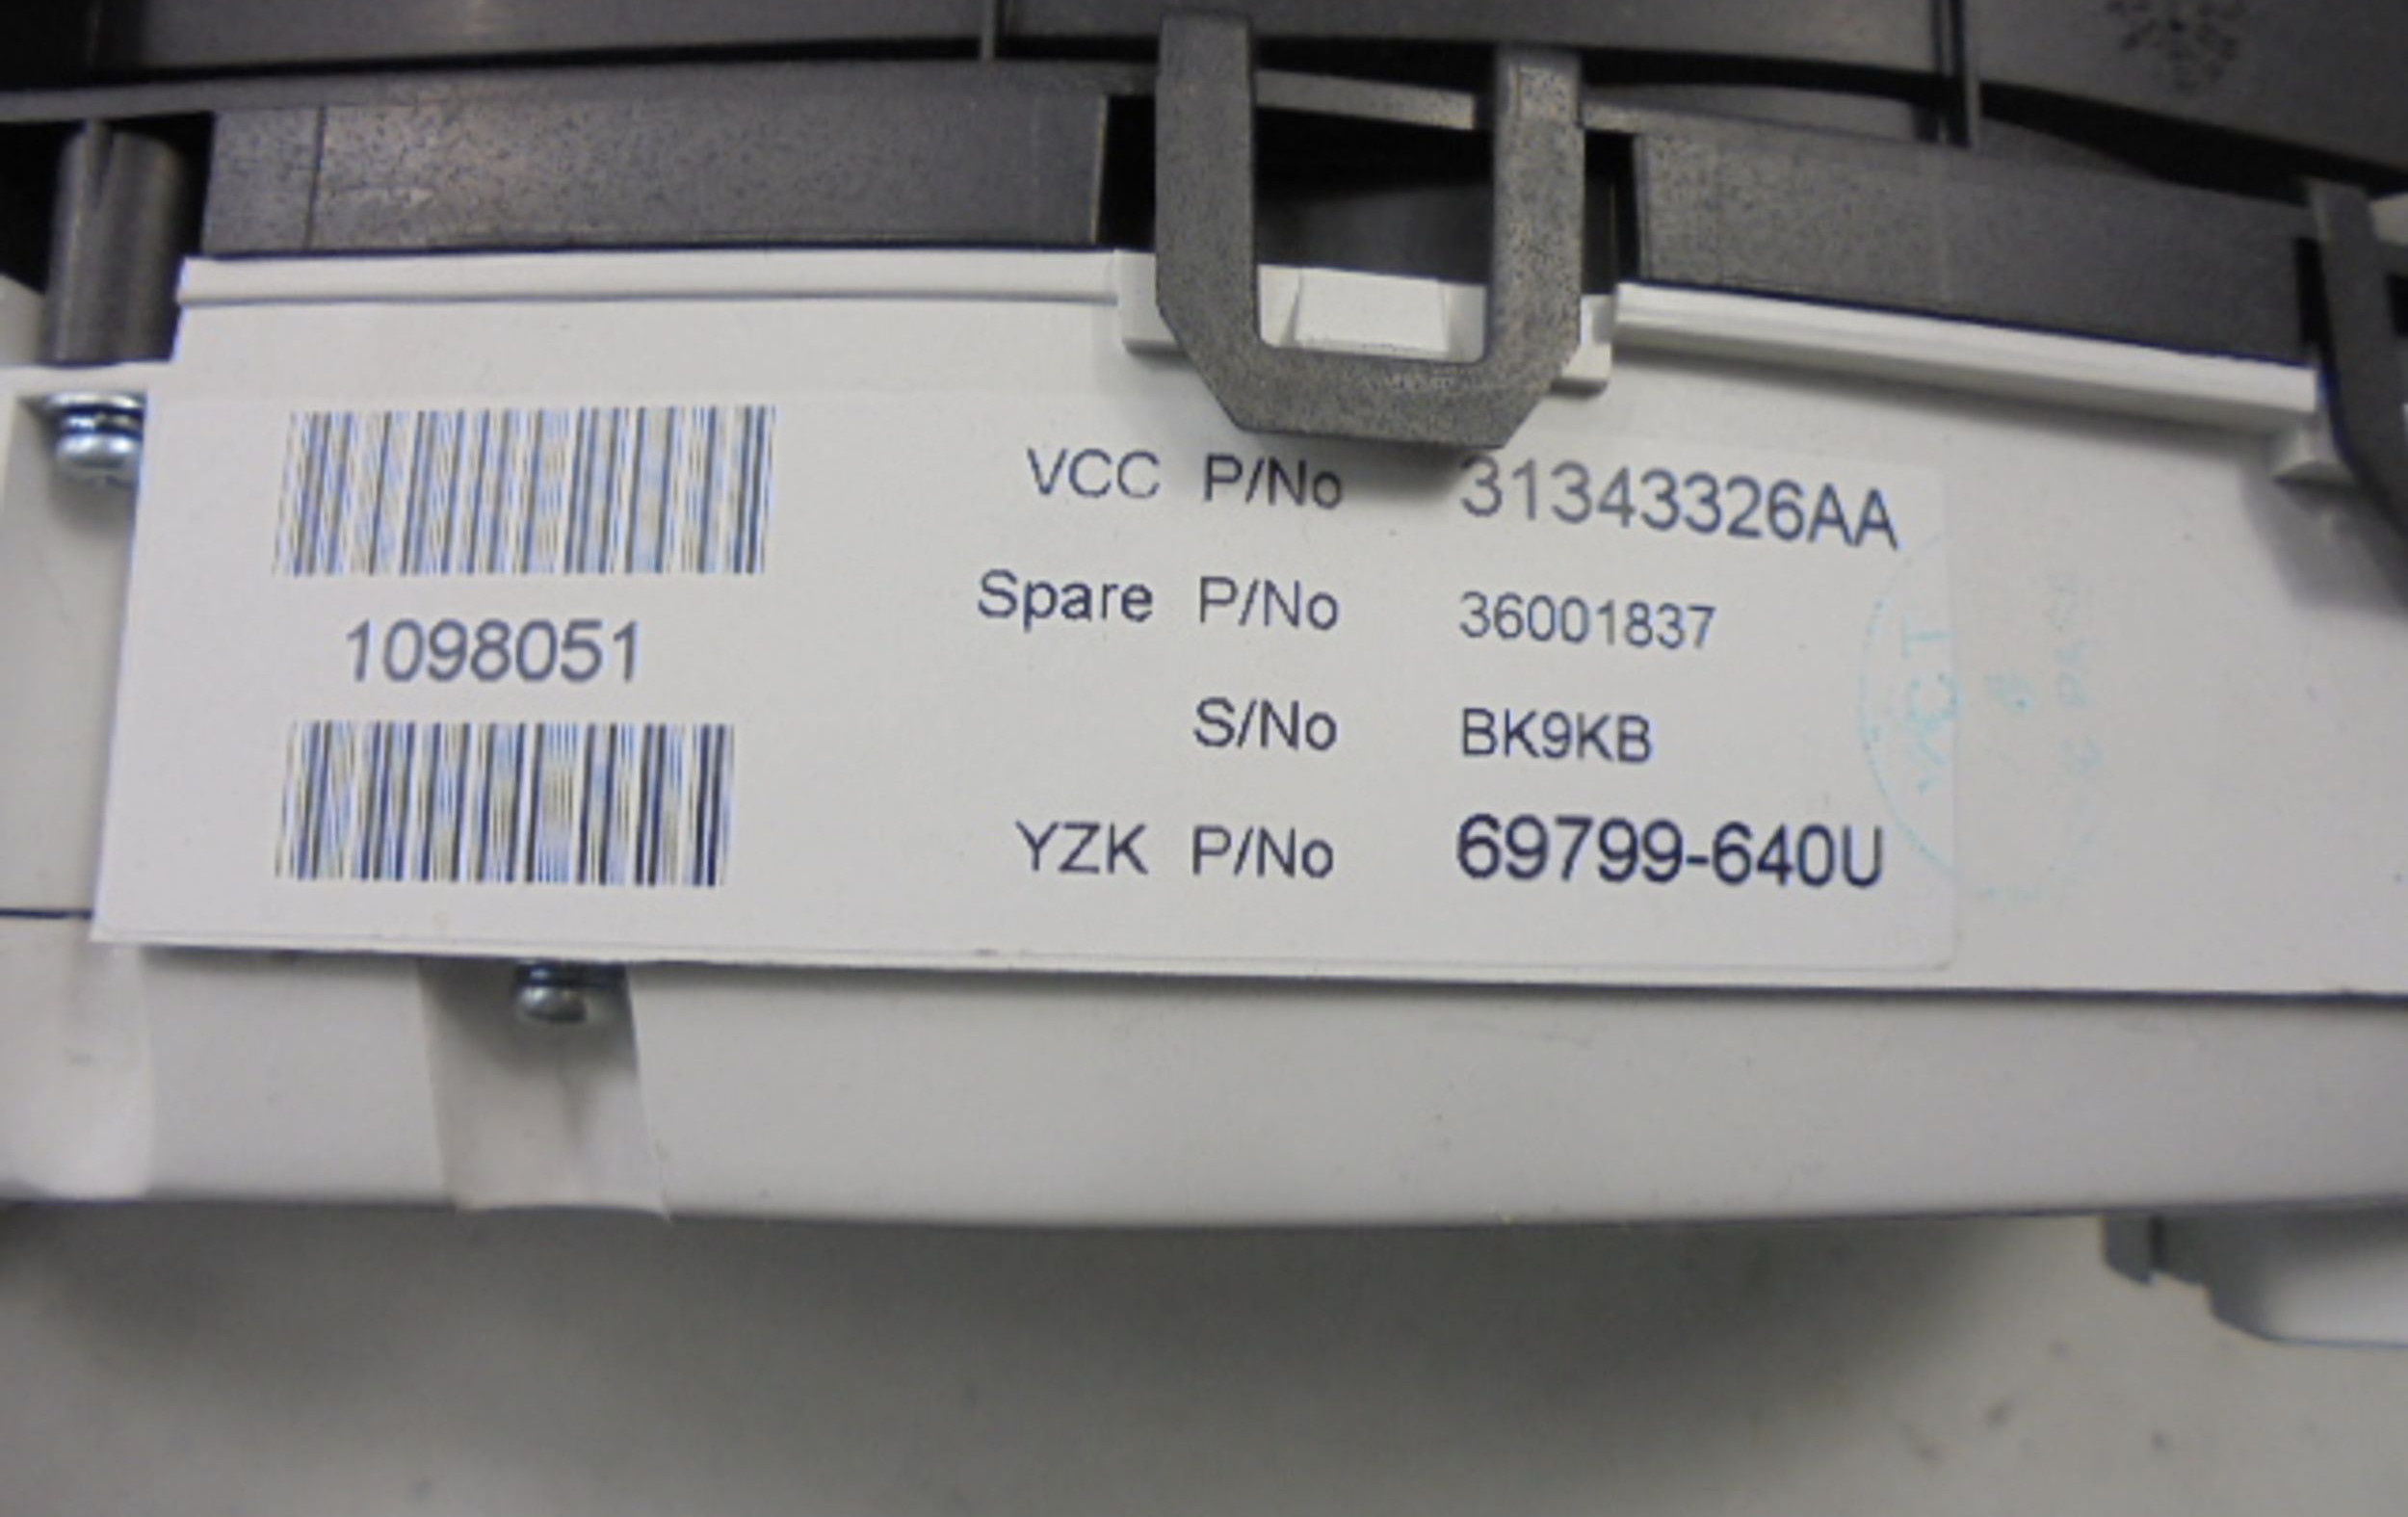 1098051
VCC P/No 31343326AA
Spare P/No 36001837
S/No BK9KB
YZK P/No 69799-640U